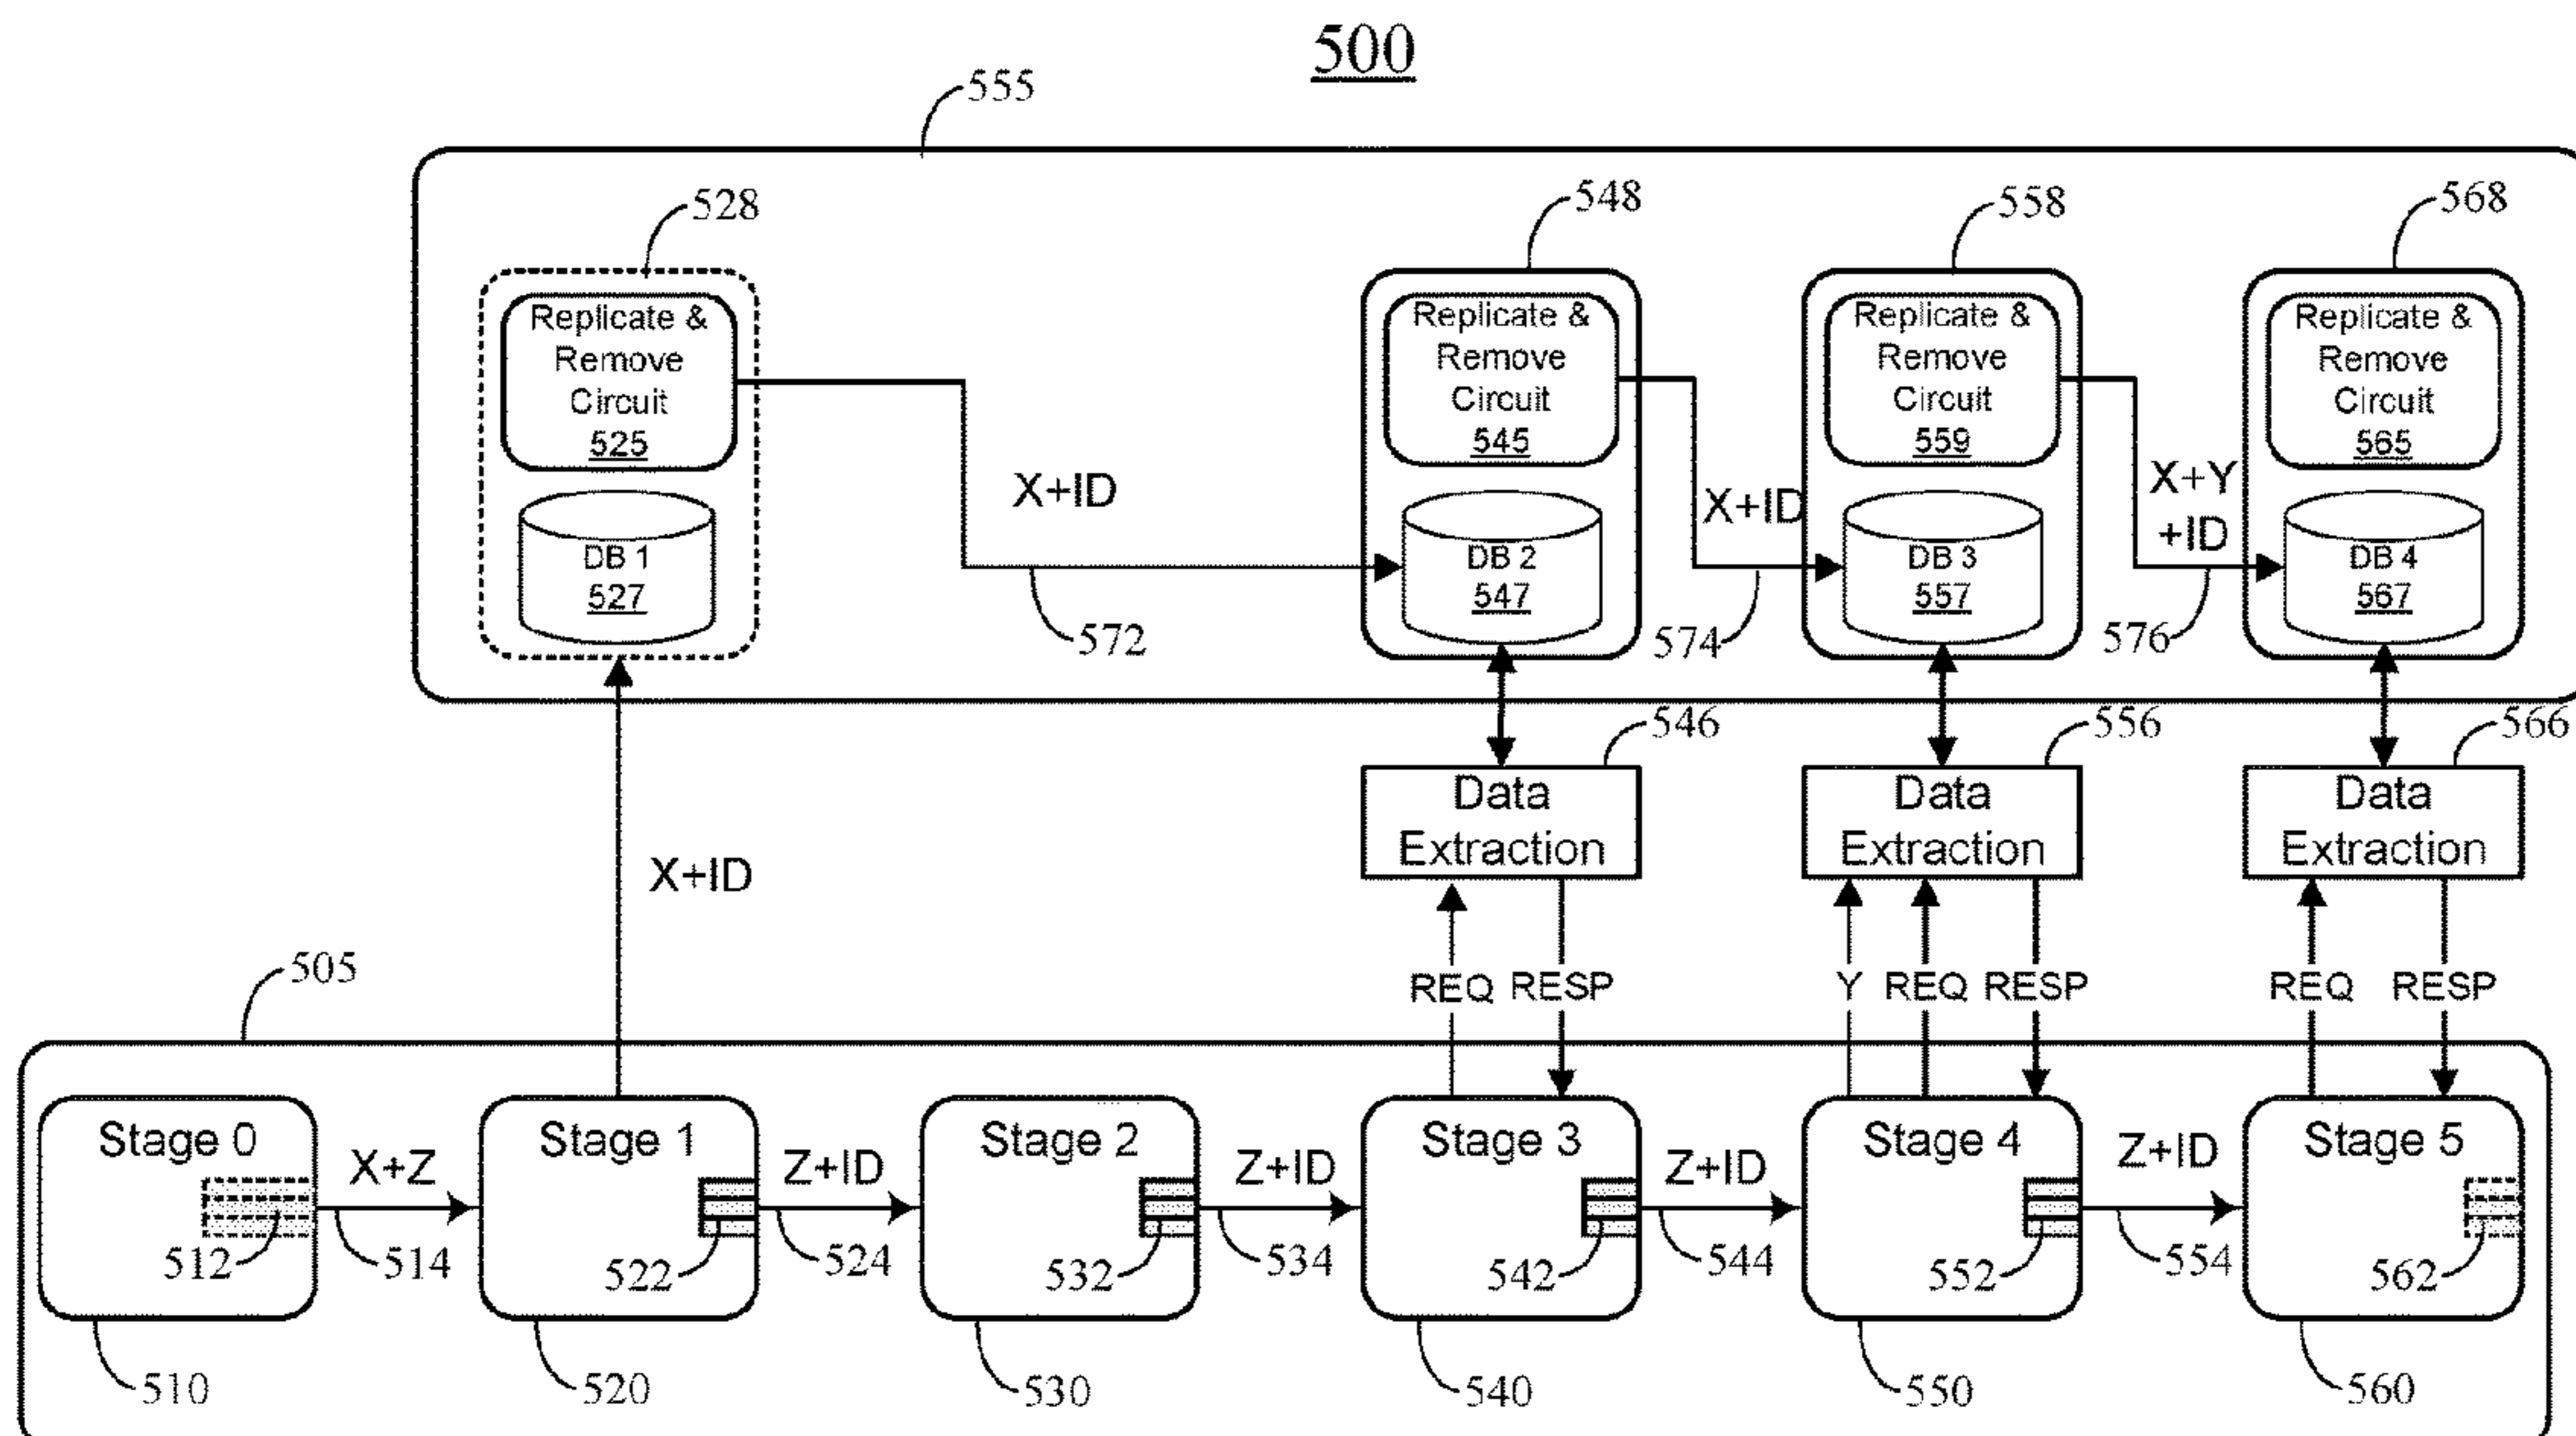 500
555
528
548
558
568
Replicate &
Remove
Circuit
525
Replicate &
Remove
Circuit
545
Replicate &
Remove
Circuit
559
Replicate &
Remove
Circuit
565
X+ID
X+ID
X+Y
+ID
DB 1
527
DB 2
547
DB 3
557
DB 4
567
572
574
576
546
556
566
Data
Extraction
Data
Extraction
Data
Extraction
X+ID
505
REQ
RESP
Y
REQ
RESP
REQ
RESP
Stage 0
Stage 1
Stage 2
Stage 3
Stage 4
Stage 5
X+Z
Z+ID
Z+ID
Z+ID
Z+ID
512
514
522
524
532
534
542
544
552
554
562
510
520
530
540
550
560